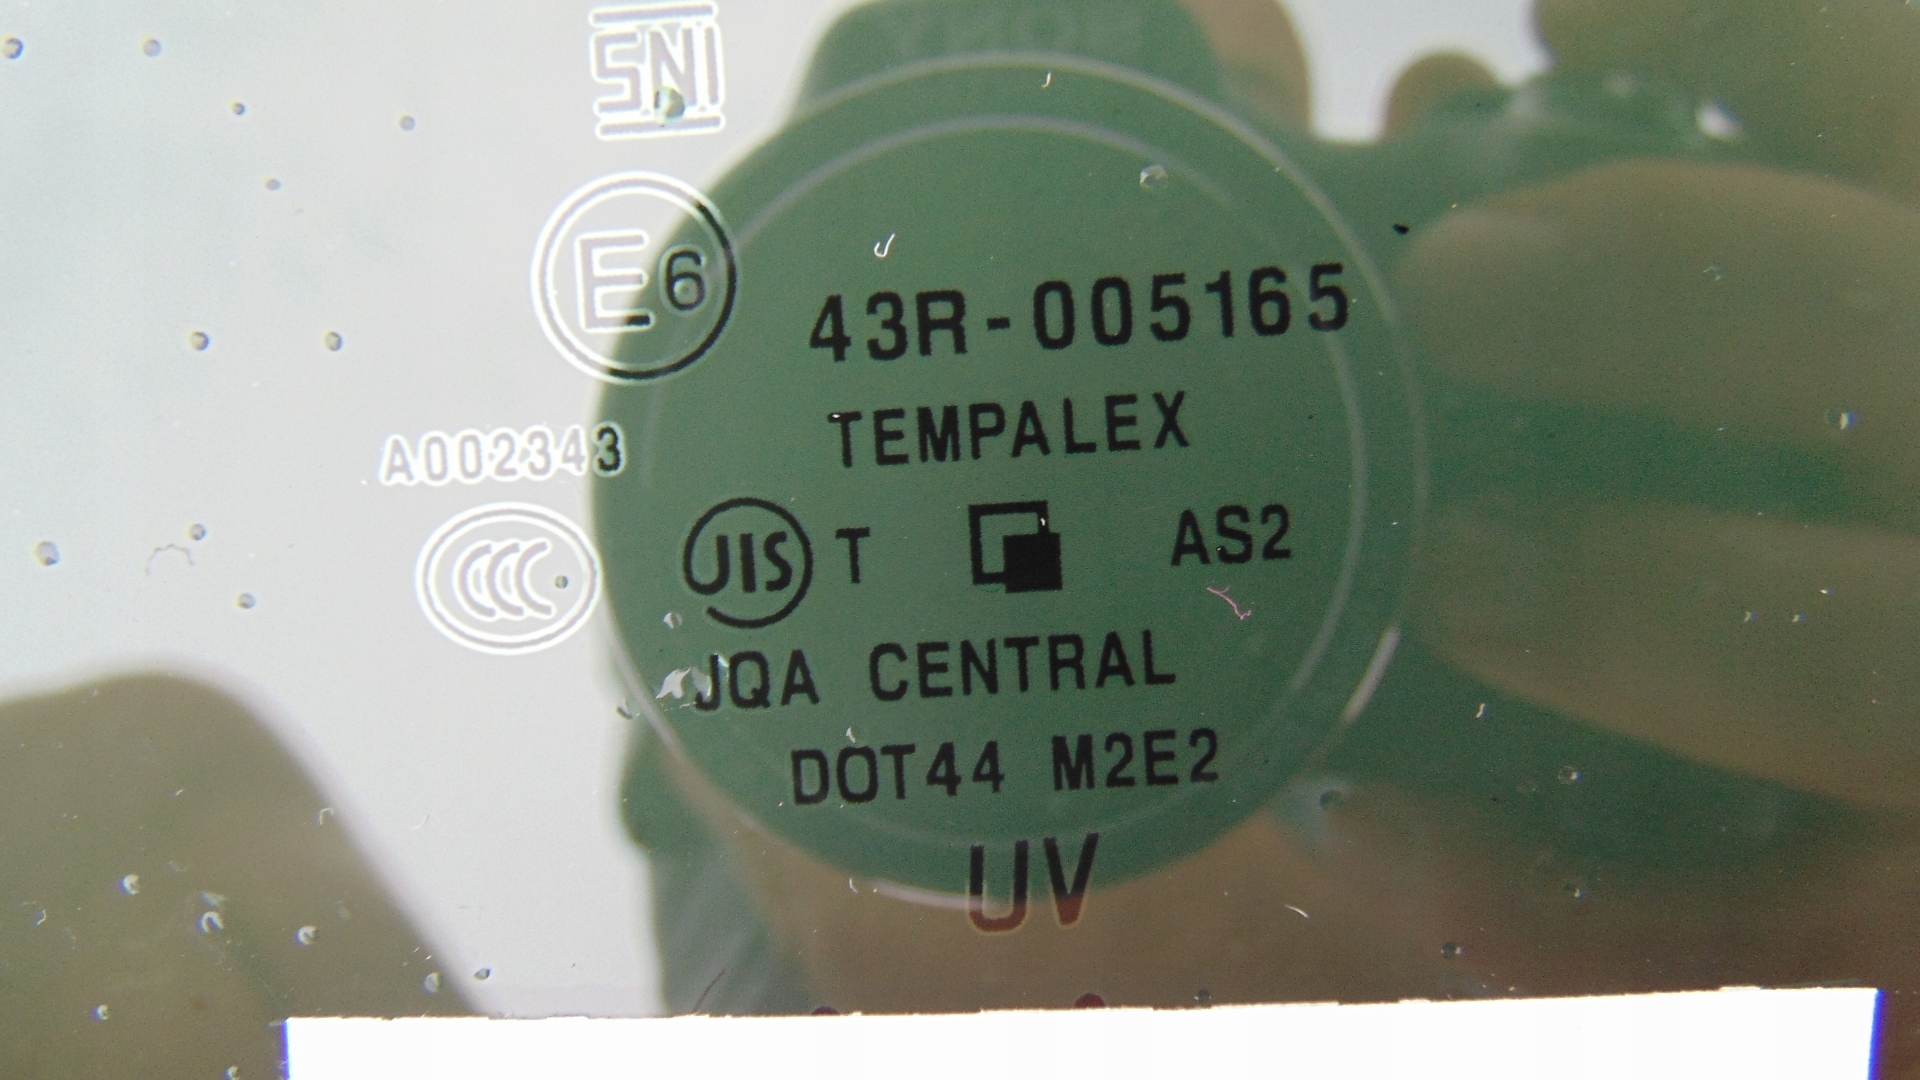 SNI
E6 43R-005165
TEMPALEX
A002343
CCC JIS T AS2
JQA CENTRAL
DOT44 M2E2
UV